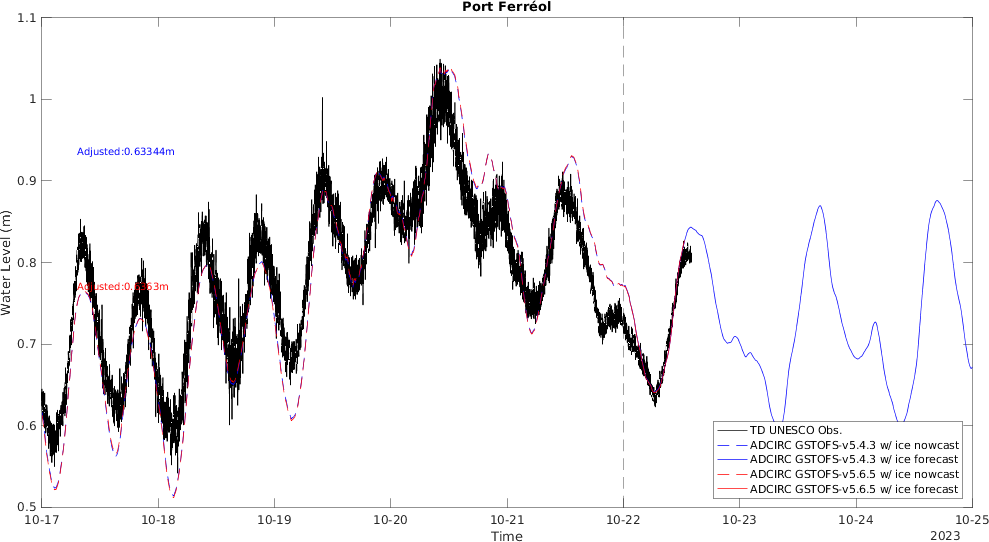 Port Ferréol
1.1
1
0.9
0.8
0.7
0.6
0.5
Water Level (m)
Adjusted:0.63344m
TD UNESCO Obs.
ADCIRC GSTOFS-v5.4.3 w/ ice nowcast
ADCIRC GSTOFS-v5.4.3 w/ ice forecast
ADCIRC GSTOFS-v5.6.5 w/ ice nowcast
ADCIRC GSTOFS-v5.6.5 w/ ice forecast
10-17 10-18 10-19 10-20 10-21 10-22 10-23 10-24 10-25
Time
2023